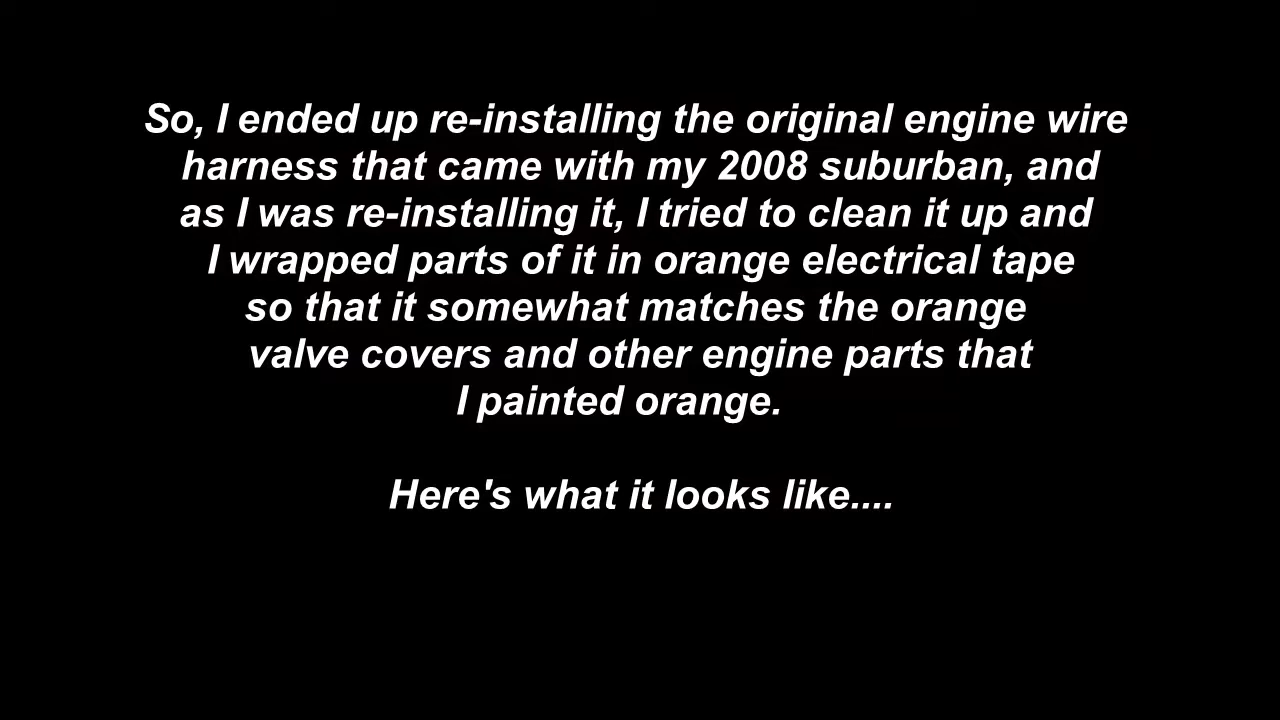 So, I ended up re-installing the original engine wire
harness that came with my 2008 suburban, and
as I was re-installing it, I tried to clean it up and
I wrapped parts of it in orange electrical tape
so that it somewhat matches the orange
valve covers and other engine parts that
I painted orange.
Here's what it looks like....